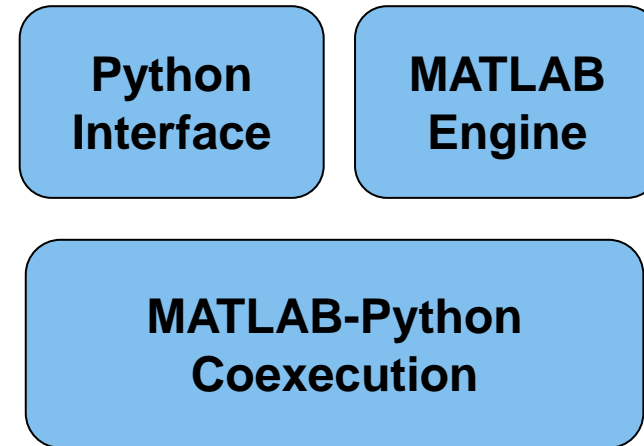 Python
Interface
MATLAB
Engine
MATLAB-Python
Coexecution